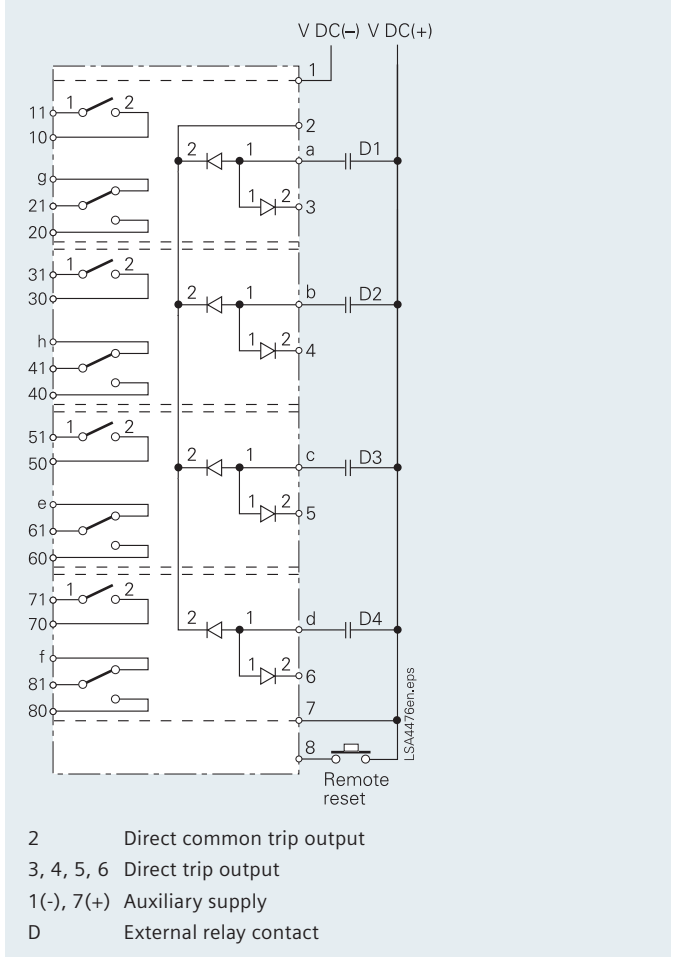 V DC(–) V DC(+)
1
11 1 2
10
2
2 1 a D1
g
21 1 2 3
20
31 1 2
30
2 1 b D2
h
1 2 4
41
40
51 1 2
50
2 1 c D3
e
1 2 5
61
60
71 1 2
70
2 1 d D4
f
81 1 2 6
80
7
8
LSA4476en.eps
Remote
reset
2 Direct common trip output
3, 4, 5, 6 Direct trip output
1(-), 7(+) Auxiliary supply
D External relay contact